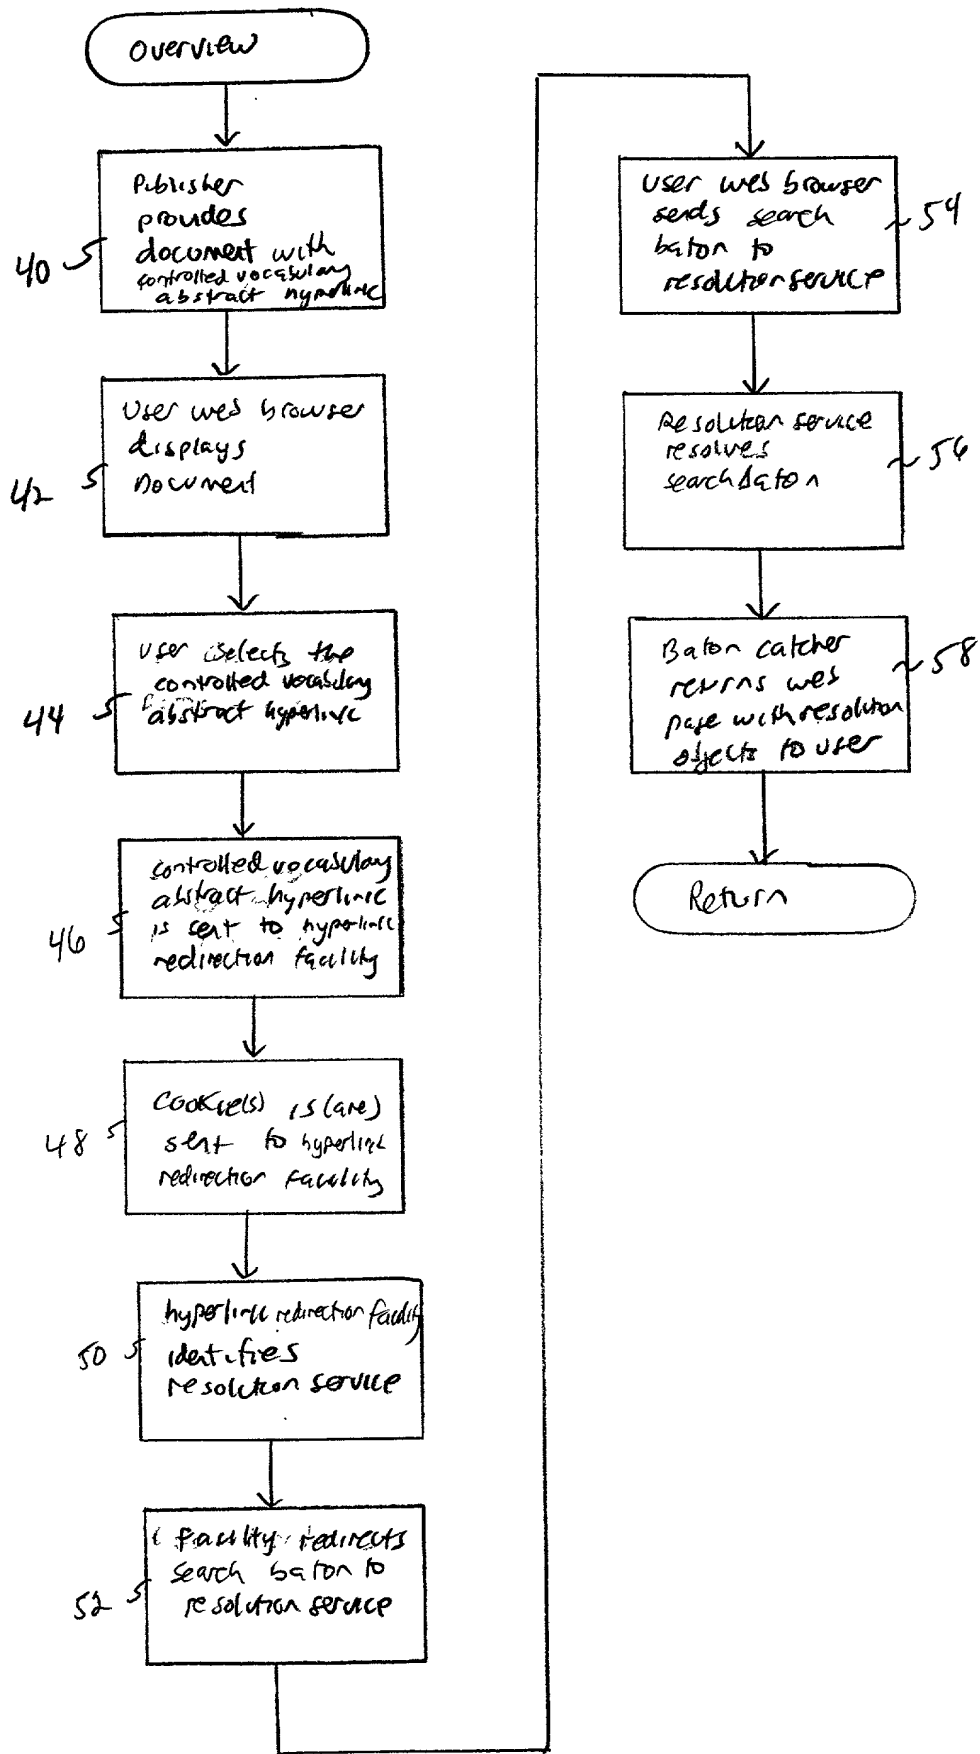 Overview
Publisher
provides
document with
controlled vocabulary
abstract hyperlink
40
User web browser
displays
Document
42
User selects the
controlled vocabulary
abstract hyperlink
44
controlled vocabulary
abstract hyperlink
is sent to hyperlink
redirection facility
46
Cookie(s) is (are)
sent to hyperlink
redirection facility
48
hyperlink redirection facility
identifies
resolution service
50
facility redirects
search baton to
resolution service
52
User web browser
sends search
baton to
resolution service
54
Resolution service
resolves
search baton
56
Baton catcher
returns web
page with resolution
objects to user
58
Return